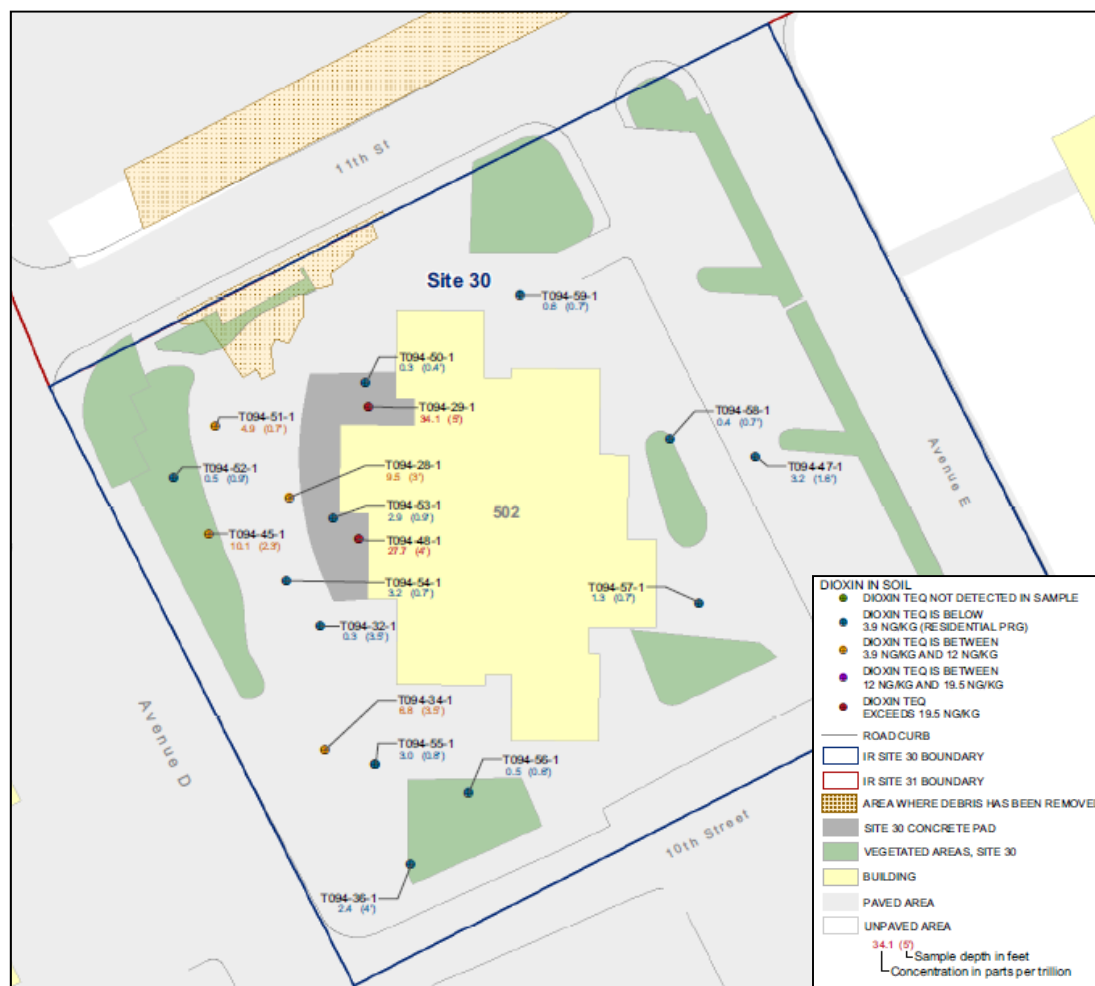 11th St
Site 30
T094-59-1
0.8 (0.7')
T094-50-1
0.3 (0.4')
T094-29-1
34.1 (5')
T094-51-1
4.9 (0.7')
T094-58-1
0.4 (0.7')
T094-47-1
3.2 (1.6')
Avenue E
T094-52-1
0.5 (0.9')
T094-28-1
9.5 (3')
T094-53-1
2.9 (0.9')
502
T094-45-1
10.1 (2.3')
T094-48-1
27.7 (4')
T094-54-1
3.2 (0.7')
T094-57-1
1.3 (0.7')
T094-32-1
0.3 (3.5')
T094-34-1
6.8 (3.5')
Avenue D
T094-55-1
3.0 (0.8')
T094-56-1
0.5 (0.6')
10th Street
T094-36-1
2.4 (4')
DIOXIN IN SOIL
DIOXIN TEQ NOT DETECTED IN SAMPLE
DIOXIN TEQ IS BELOW
3.9 NG/KG (RESIDENTIAL PRG)
DIOXIN TEQ IS BETWEEN
3.9 NG/KG AND 12 NG/KG
DIOXIN TEQ IS BETWEEN
12 NG/KG AND 19.5 NG/KG
DIOXIN TEQ
EXCEEDS 19.5 NG/KG
ROAD CURB
IR SITE 30 BOUNDARY
IR SITE 31 BOUNDARY
AREA WHERE DEBRIS HAS BEEN REMOVED
SITE 30 CONCRETE PAD
VEGETATED AREAS, SITE 30
BUILDING
PAVED AREA
UNPAVED AREA
34.1 (5')
Sample depth in feet
Concentration in parts per trillion